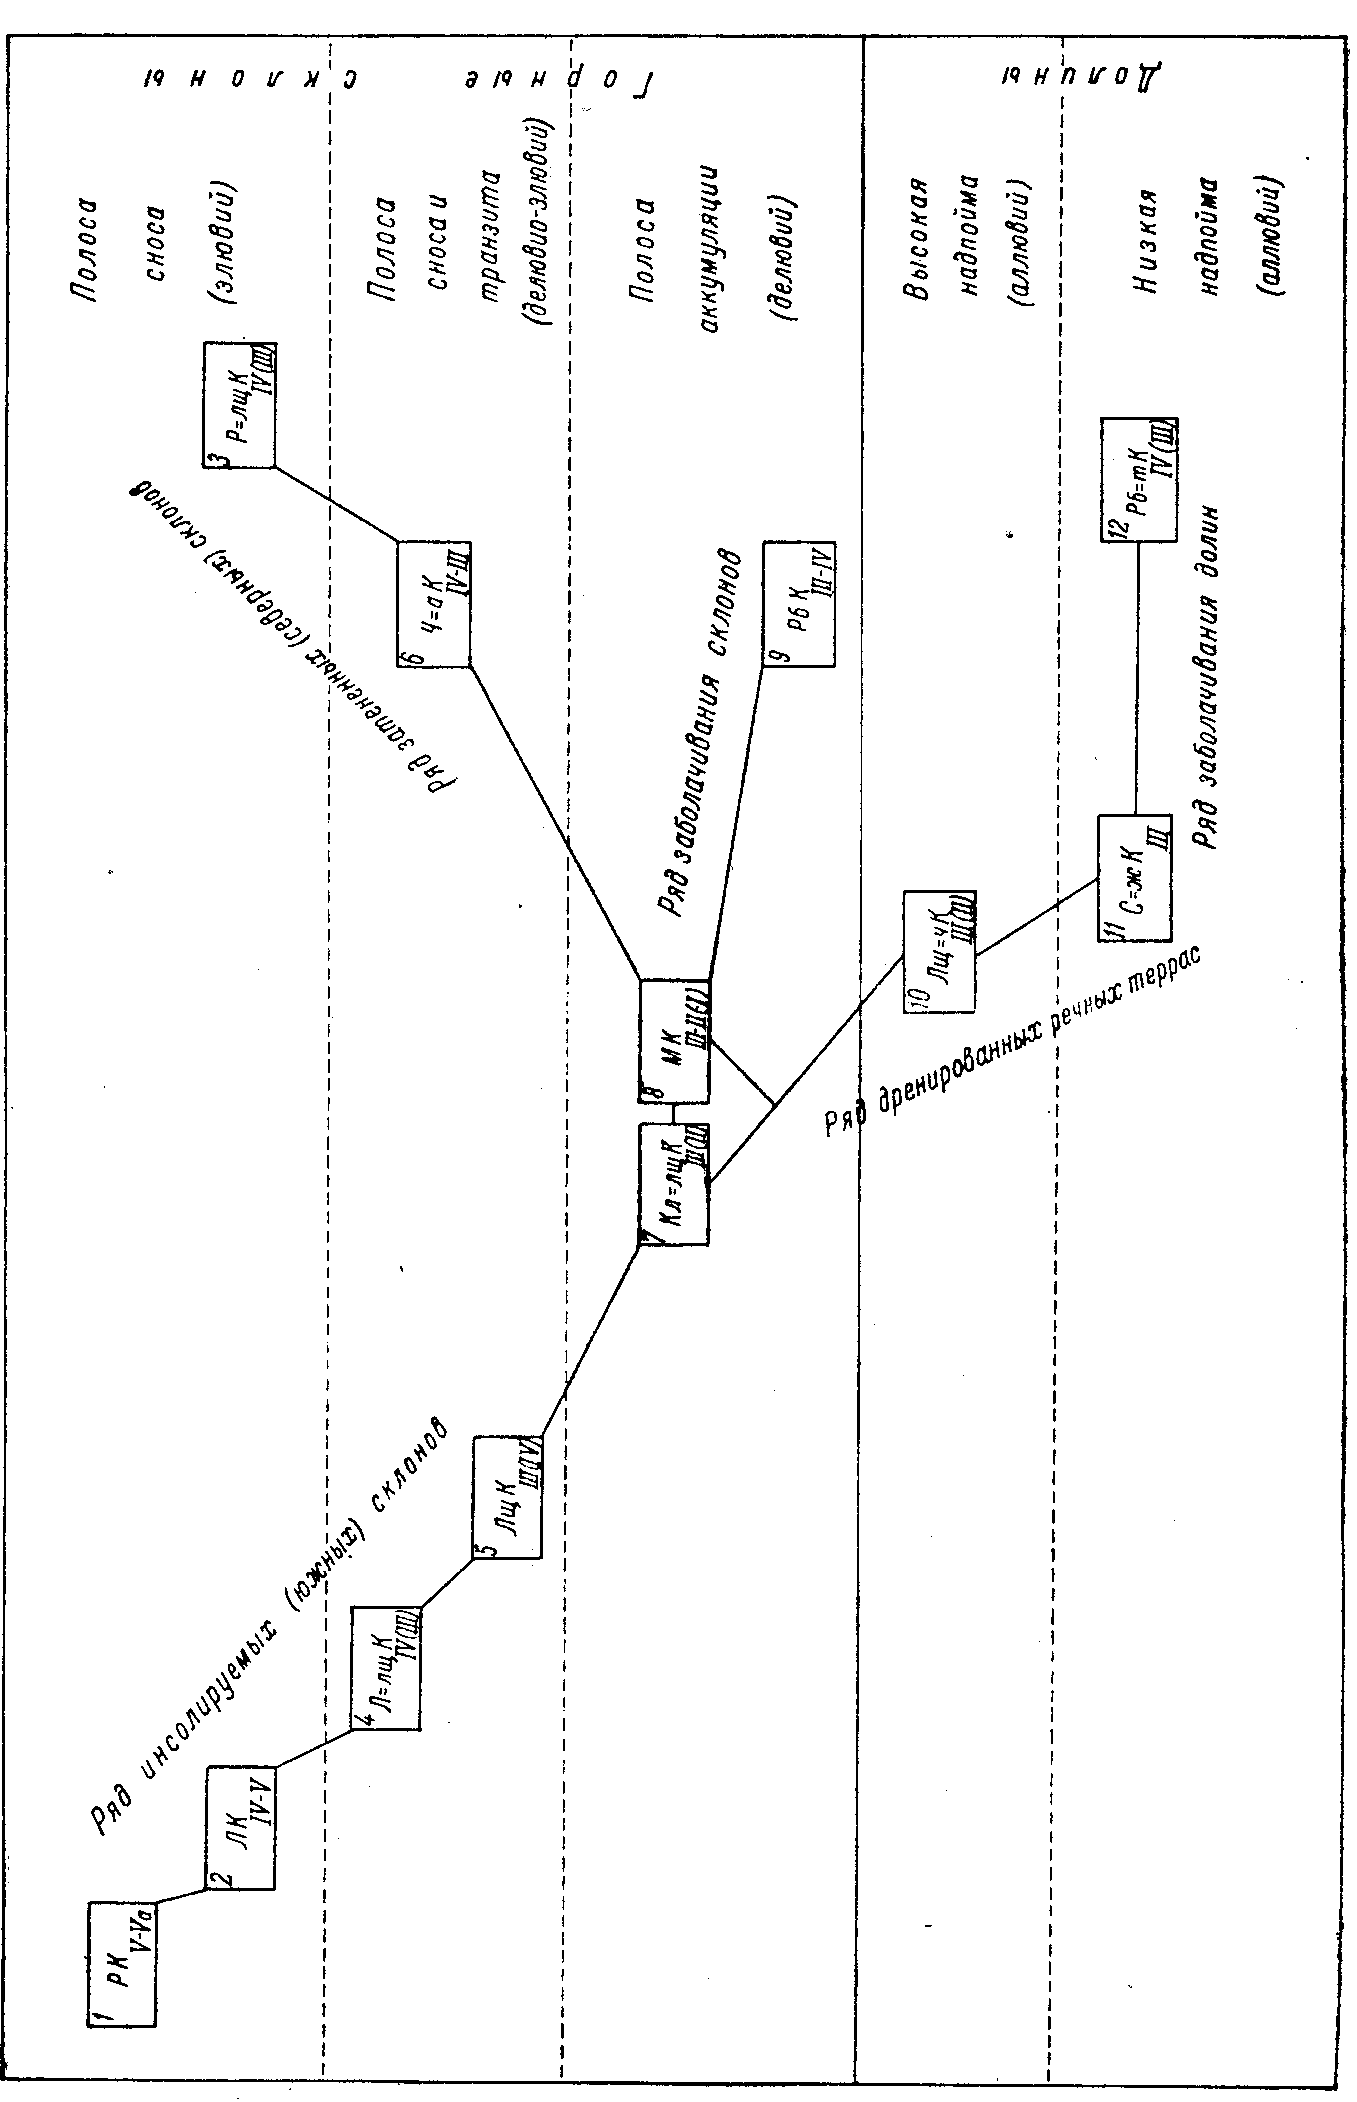 Горные склоны
Долины
Полоса
сноса
(элювий)
Полоса
сноса и
транзита
(делювио-элювий)
Полоса
аккумуляции
(делювий)
Высокая
надпойма
(аллювий)
Низкая
надпойма
(аллювий)
Ряд инсолируемых (южных) склонов
Ряд затененных (северных) склонов
Ряд заболачивания склонов
Ряд дренированных речных террас
Ряд заболачивания долин
1
РК
V-Vа
2
ЛК
IV-V
3
Р=лщК
IV(III)
4
Л=лщК
IV(III)
5
ЛщК
III(IV)
6
Ч=аК
IV-III
7
Кл=лщК
8
МК
9
РбК
III-IV
10
Лщ=чК
11
С=жК
III
12
Рб=тК
IV(III)